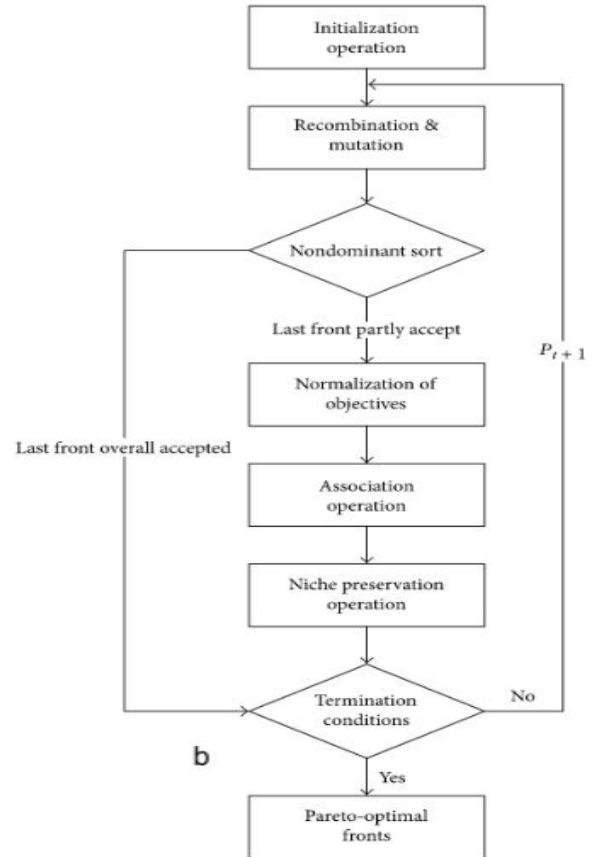 Initialization
operation
Recombination &
mutation
Nondominant sort
Last front partly accept
P t + 1
Normalization of
objectives
Last front overall accepted
Association
operation
Niche preservation
operation
Termination
conditions
No
b
Yes
Pareto-optimal
fronts